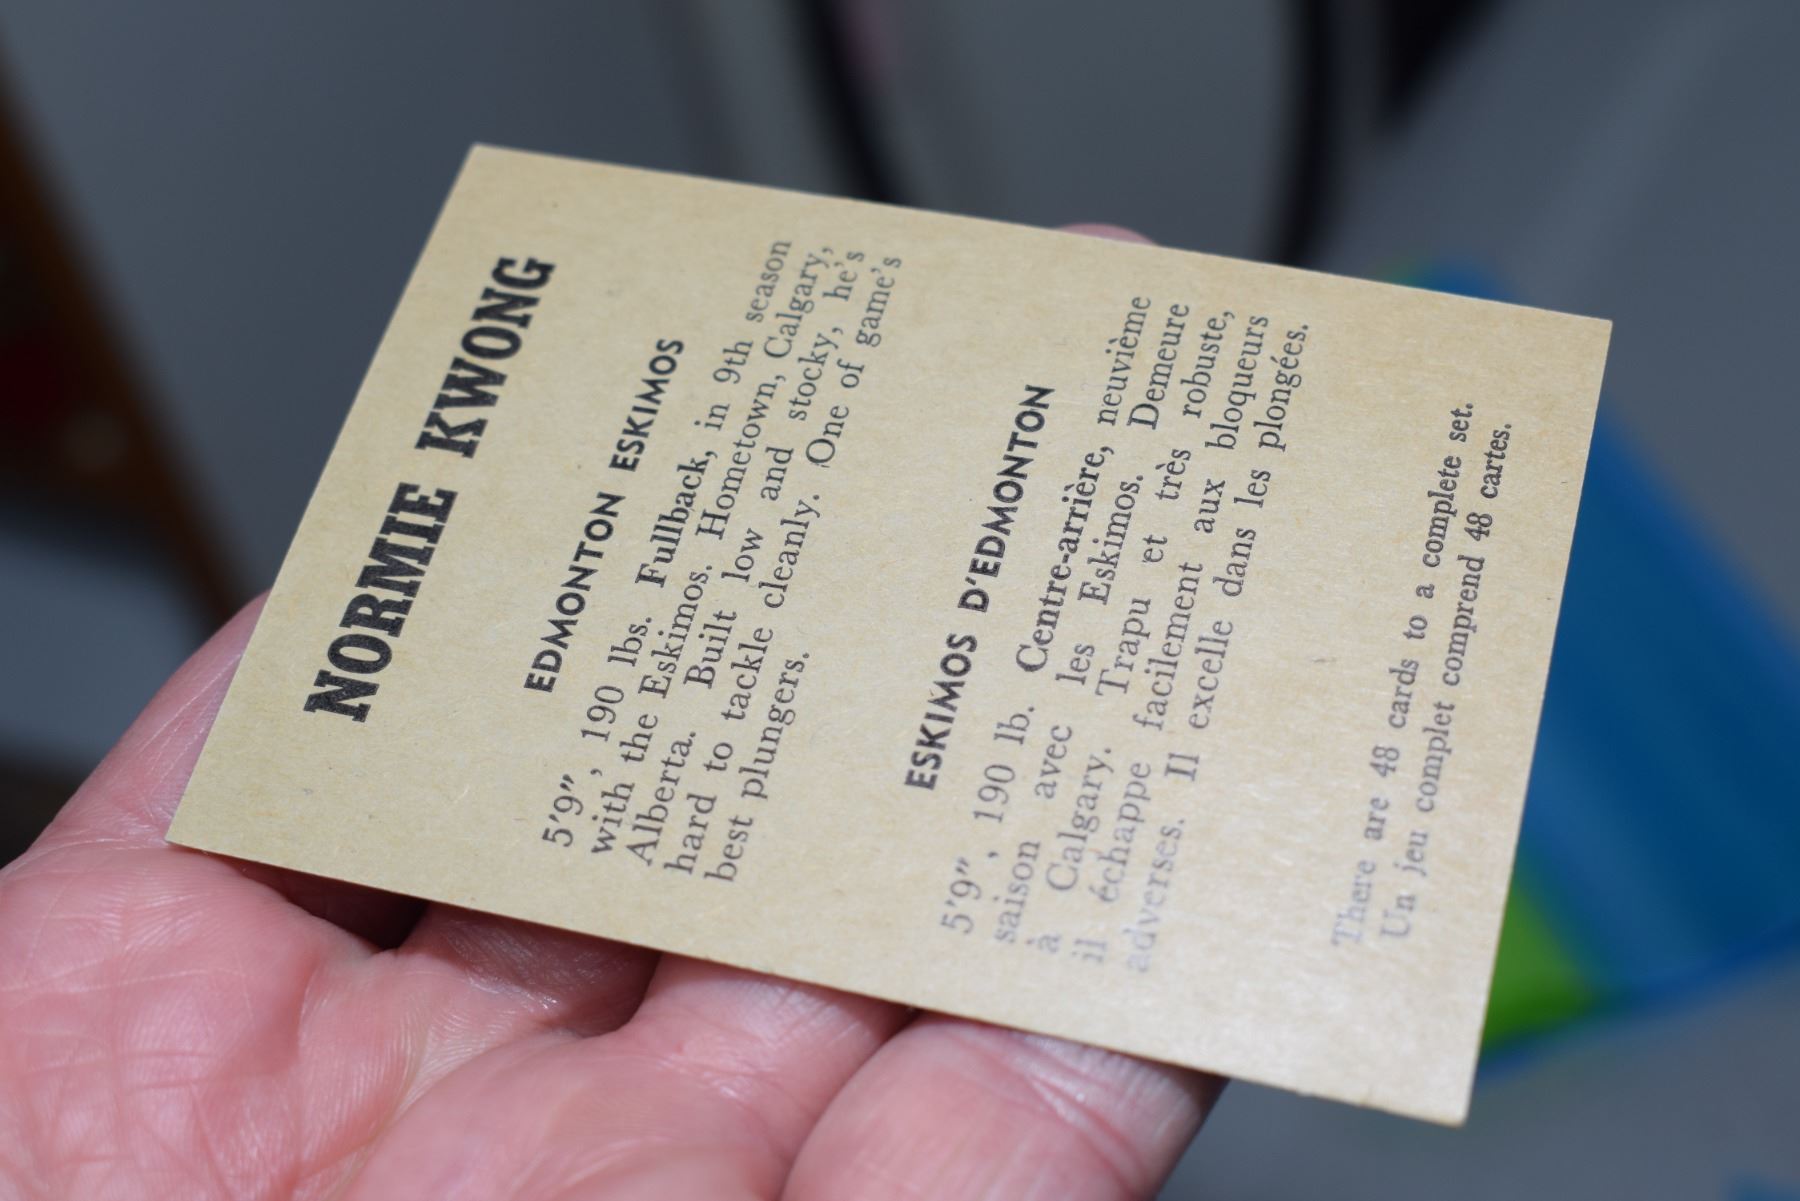 NORMIE KWONG
EDMONTON ESKIMOS
5'9", 190 lbs. Fullback, in 9th season
with the Eskimos. Hometown, Calgary,
Alberta. Built low and stocky, he's
hard to tackle cleanly. One of game's
best plungers.
ESKIMOS D'EDMONTON
5'9", 190 lb. Centre-arrière, neuvième
saison avec les Eskimos. Demeure
à Calgary. Trapu et très robuste,
il échappe facilement aux bloqueurs
adverses. Il excelle dans les plongées.
There are 48 cards to a complete set.
Un jeu complet comprend 48 cartes.